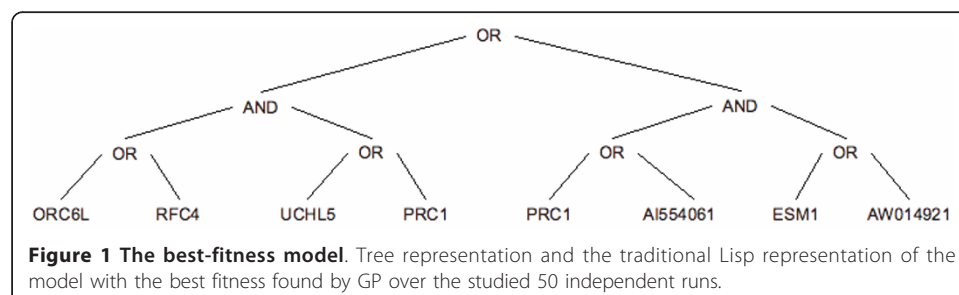 OR
AND AND
OR OR OR OR
ORC6L RFC4 UCHL5 PRC1 PRC1 AI554061 ESM1 AW014921
Figure 1 The best-fitness model. Tree representation and the traditional Lisp representation of the
model with the best fitness found by GP over the studied 50 independent runs.